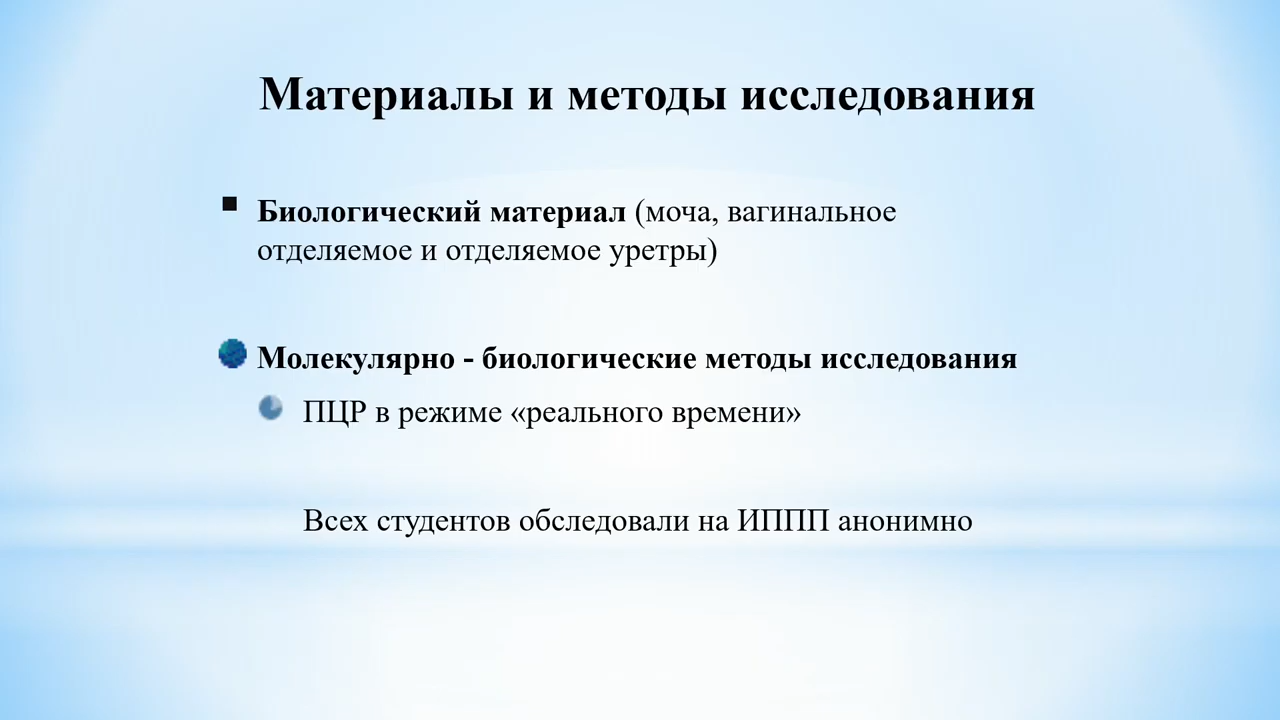 Материалы и методы исследования
Биологический материал (моча, вагинальное
отделяемое и отделяемое уретры)
Молекулярно - биологические методы исследования
ПЦР в режиме «реального времени»
Всех студентов обследовали на ИППП анонимно